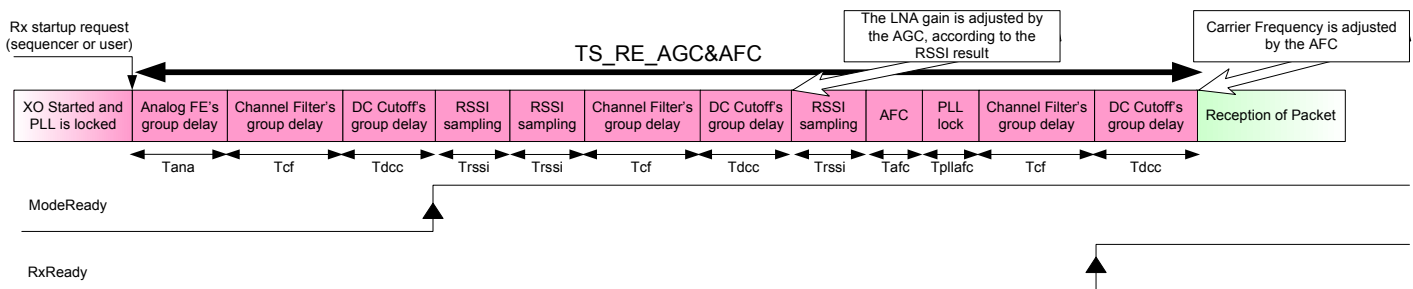 Rx startup request
(sequencer or user)
TS_RE_AGC&AFC
The LNA gain is adjusted by
the AGC, according to the
RSSI result
Carrier Frequency is adjusted
by the AFC
XO Started and
PLL is locked
Analog FE's
group delay
Channel Filter's
group delay
DC Cutoff's
group delay
RSSI
sampling
RSSI
sampling
Channel Filter's
group delay
DC Cutoff's
group delay
RSSI
sampling
AFC
PLL
lock
Channel Filter's
group delay
DC Cutoff's
group delay
Reception of Packet
Tana
Tcf
Tdcc
Trssi
Trssi
Tcf
Tdcc
Trssi
Tafc
Tpllafc
Tcf
Tdcc
ModeReady
RxReady